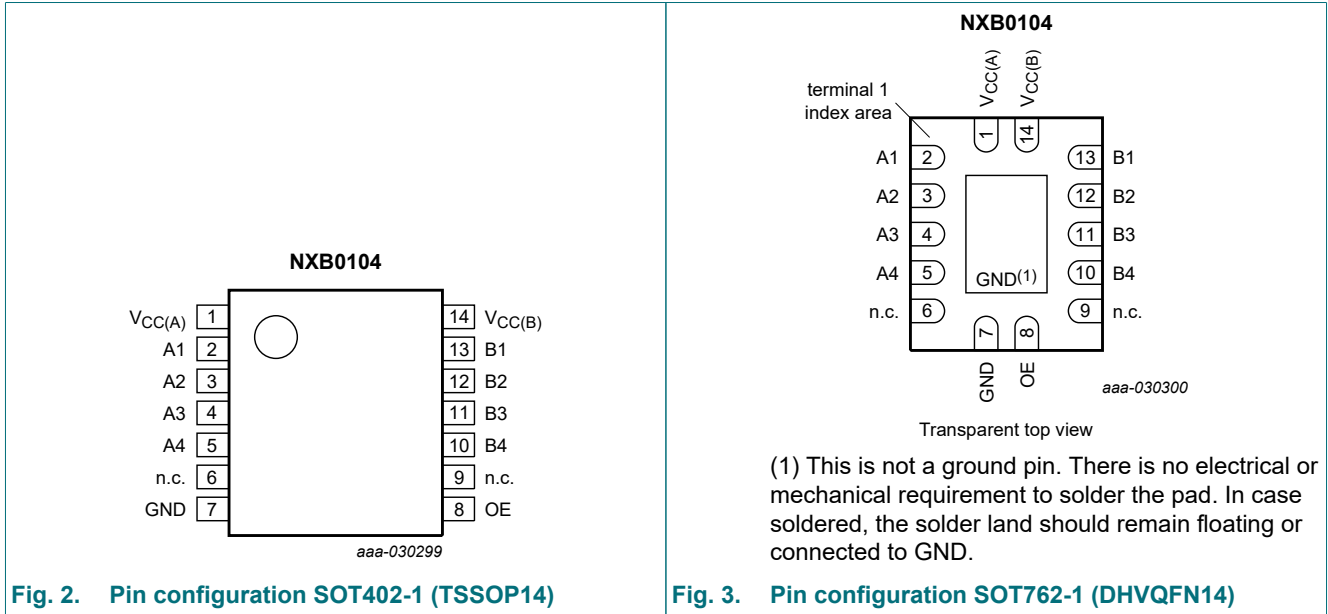 NXB0104
VCC(A) 1
A1 2
A2 3
A3 4
A4 5
n.c. 6
GND 7
14 VCC(B)
13 B1
12 B2
11 B3
10 B4
9 n.c.
8 OE
aaa-030299
Fig. 2. Pin configuration SOT402-1 (TSSOP14)
NXB0104
terminal 1
index area
VCC(A)
VCC(B)
1
14
A1 2
A2 3
A3 4
A4 5
n.c. 6
13 B1
12 B2
11 B3
10 B4
9 n.c.
GND(1)
7
8
GND
OE
aaa-030300
Transparent top view
(1) This is not a ground pin. There is no electrical or
mechanical requirement to solder the pad. In case
soldered, the solder land should remain floating or
connected to GND.
Fig. 3. Pin configuration SOT762-1 (DHVQFN14)